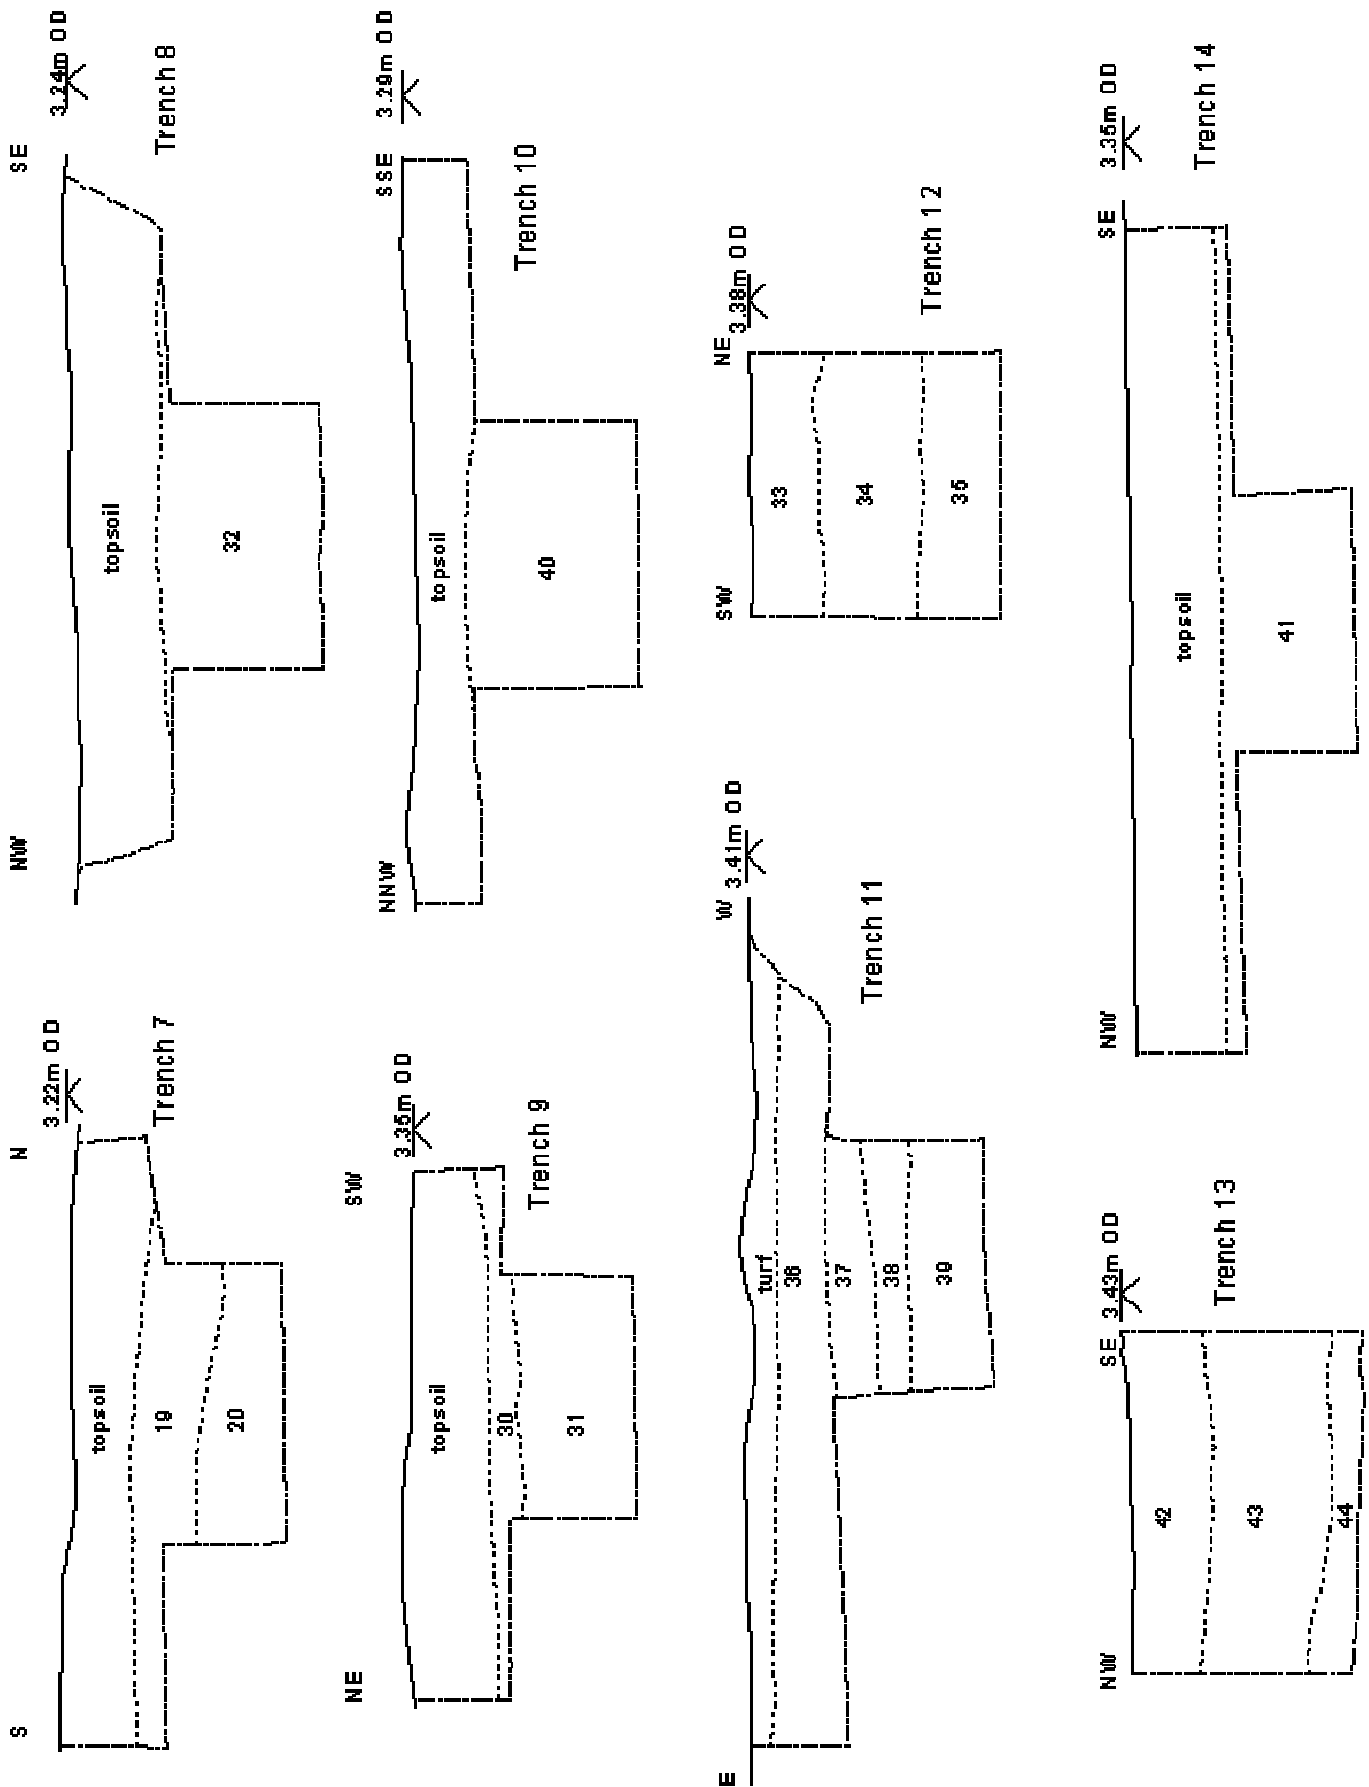 S
N
3.22m OD
topsoil
19
20
Trench 7
NW
SE
3.24m OD
topsoil
32
Trench 8
NE
SW
3.35m OD
topsoil
30
31
Trench 9
NNW
SSE
3.29m OD
topsoil
40
Trench 10
E
W
3.41m OD
turf
36
37
38
39
Trench 11
SW
NE
3.38m OD
33
34
35
Trench 12
NW
SE
3.43m OD
42
43
44
Trench 13
NW
SE
3.35m OD
topsoil
41
Trench 14